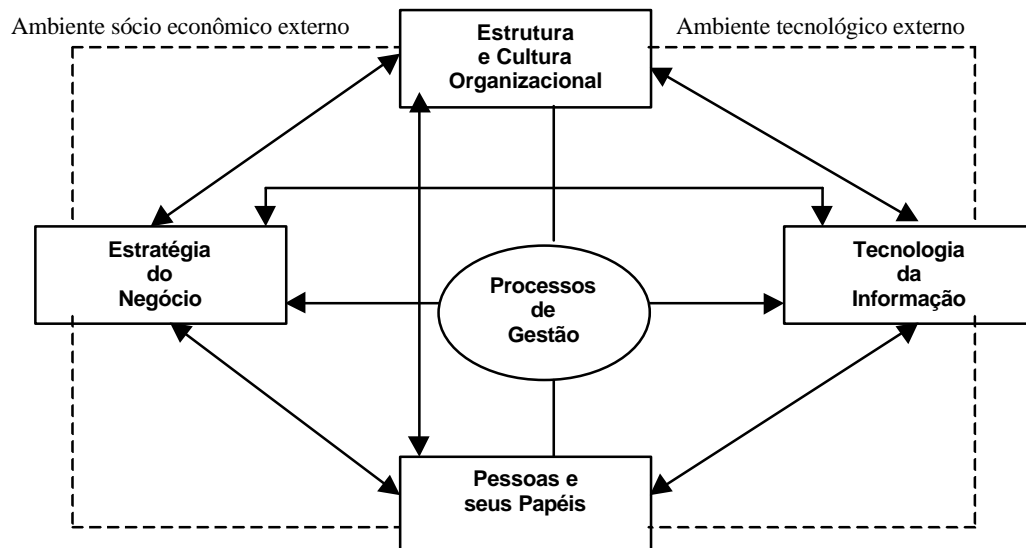 Ambiente sócio econômico externo
Ambiente tecnológico externo
Estrutura
e Cultura
Organizacional
Estratégia
do
Negócio
Processos
de
Gestão
Tecnologia
da
Informação
Pessoas e
seus Papéis